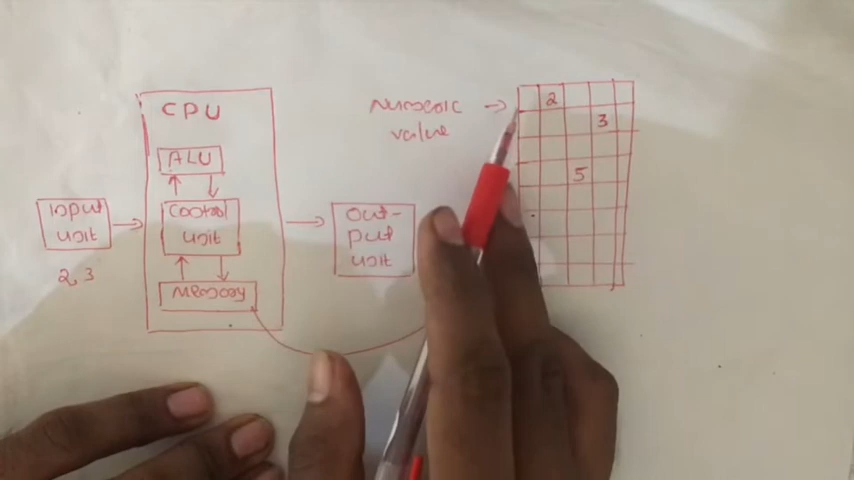 CPU
ALU
Control
unit
Memory
Input
unit
2,3
out-
put
unit
Numeric
value
2
3
5